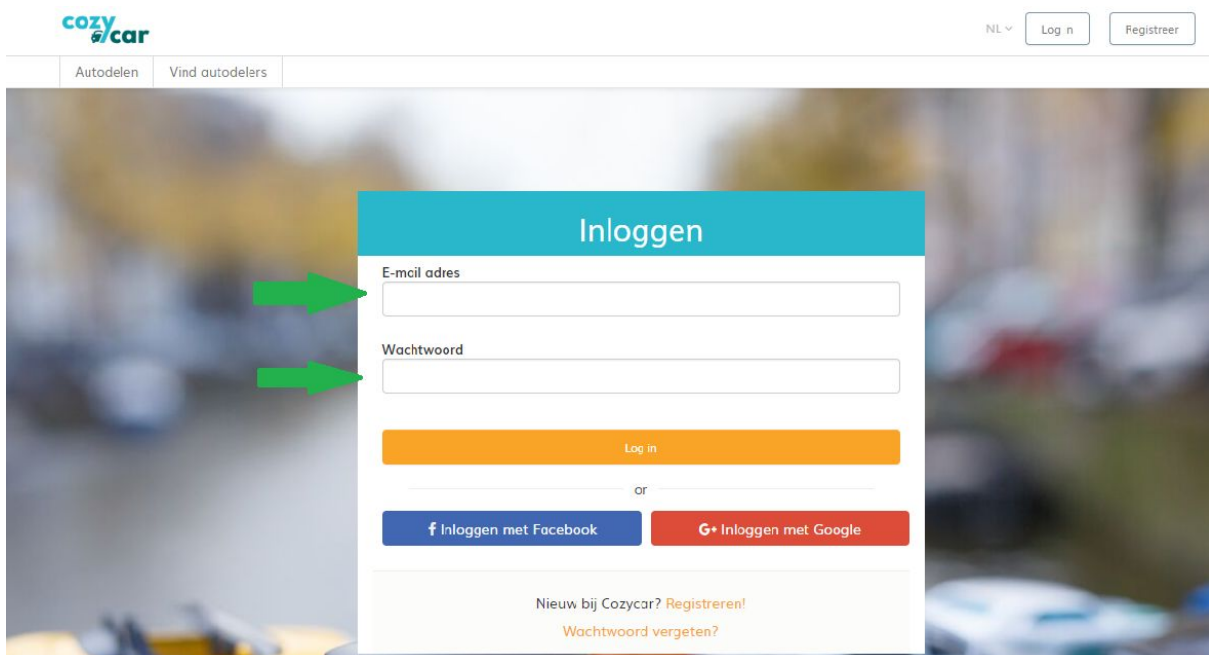 cozy
car
NL Log in Registreer
Autodelen Vind autodelers
Inloggen
E-mail adres
Wachtwoord
Log in
or
f Inloggen met Facebook G+ Inloggen met Google
Nieuw bij Cozycar? Registreren!
Wachtwoord vergeten?